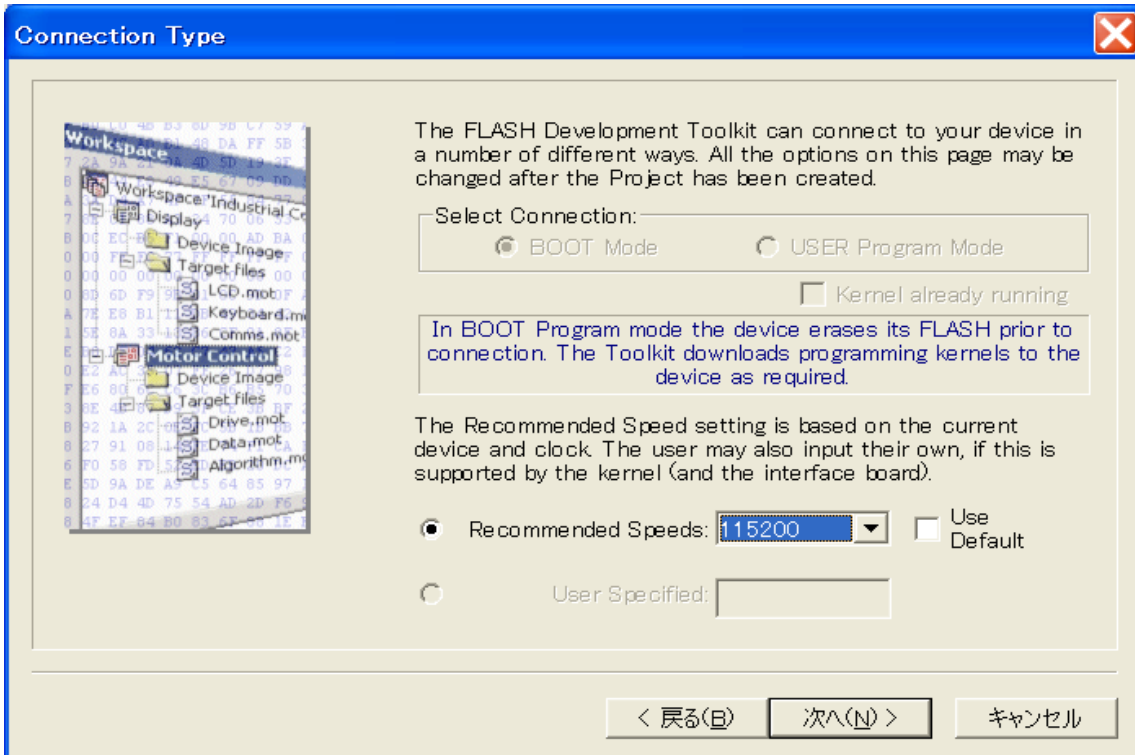 Connection Type
Workspace
Workspace 'Industrial Co
Display
Device Image
Target files
LCD.mot
Keyboard.m
Comms.mot
Motor Control
Device Image
Target files
Drive.mot
Data.mot
Algorithm.mo
The FLASH Development Toolkit can connect to your device in
a number of different ways. All the options on this page may be
changed after the Project has been created.
Select Connection:
BOOT Mode
USER Program Mode
Kernel already running
In BOOT Program mode the device erases its FLASH prior to
connection. The Toolkit downloads programming kernels to the
device as required.
The Recommended Speed setting is based on the current
device and clock. The user may also input their own, if this is
supported by the kernel (and the interface board).
Recommended Speeds: 115200
Use
Default
User Specified:
< 戻る(B) 次へ(N) > キャンセル